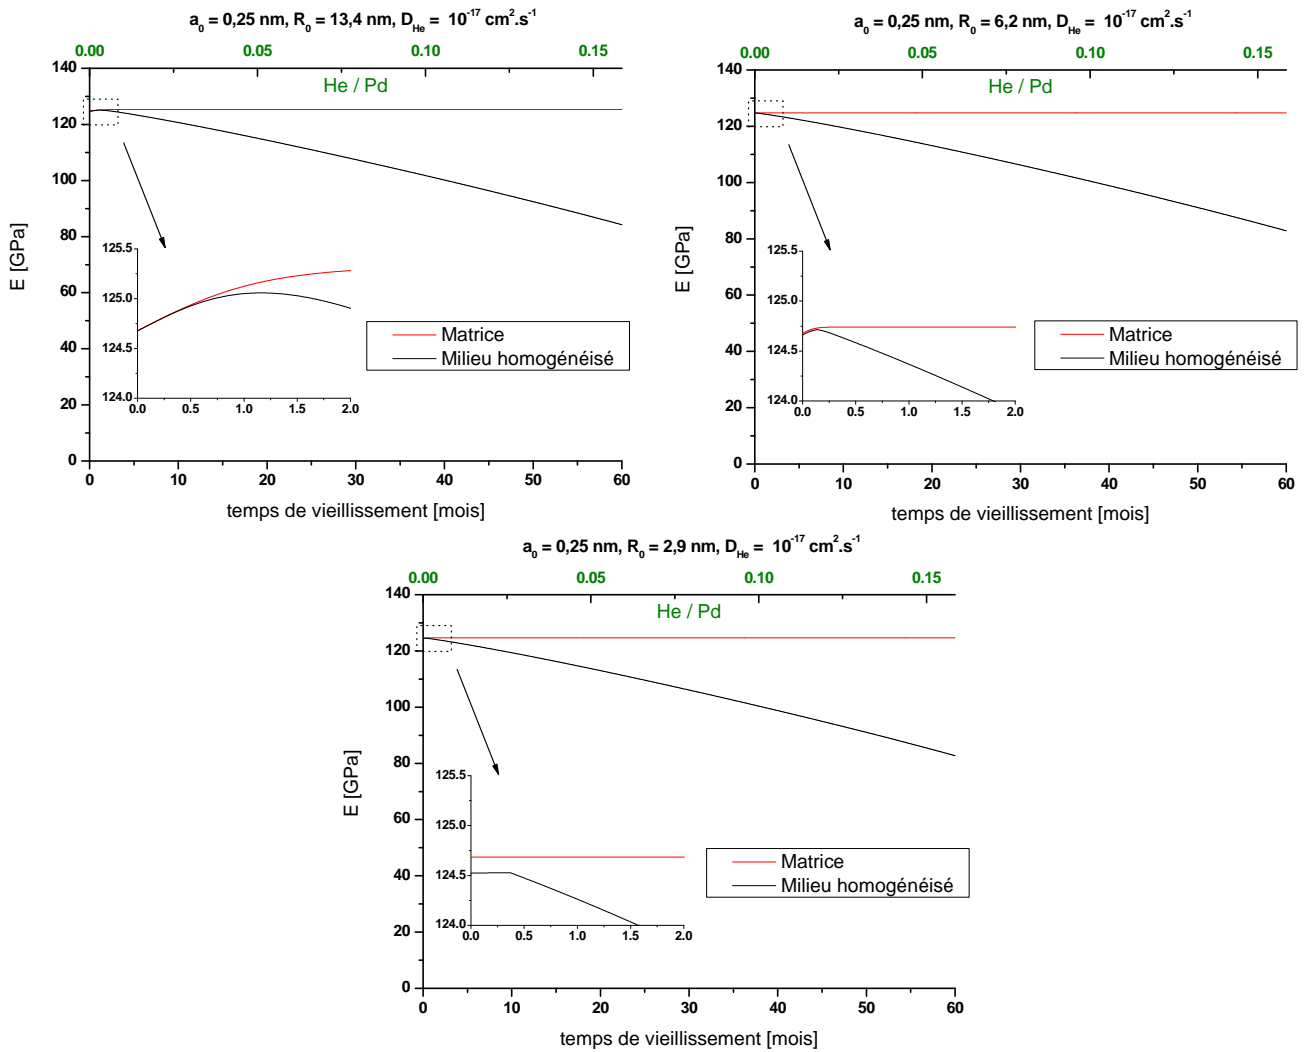 a0 = 0,25 nm, R0 = 13,4 nm, DHe = 10-17 cm2.s-1
0.00 0.05 0.10 0.15
He / Pd
140
120
100
80
60
40
20
0
E [GPa]
125.5
125.0
124.5
124.0
0.0 0.5 1.0 1.5 2.0
Matrice
Milieu homogénéisé
0 10 20 30 40 50 60
temps de vieillissement [mois]
a0 = 0,25 nm, R0 = 6,2 nm, DHe = 10-17 cm2.s-1
0.00 0.05 0.10 0.15
He / Pd
140
120
100
80
60
40
20
0
E [GPa]
125.5
125.0
124.5
124.0
0.0 0.5 1.0 1.5 2.0
Matrice
Milieu homogénéisé
0 10 20 30 40 50 60
temps de vieillissement [mois]
a0 = 0,25 nm, R0 = 2,9 nm, DHe = 10-17 cm2.s-1
0.00 0.05 0.10 0.15
He / Pd
140
120
100
80
60
40
20
0
E [GPa]
125.5
125.0
124.5
124.0
0.0 0.5 1.0 1.5 2.0
Matrice
Milieu homogénéisé
0 10 20 30 40 50 60
temps de vieillissement [mois]